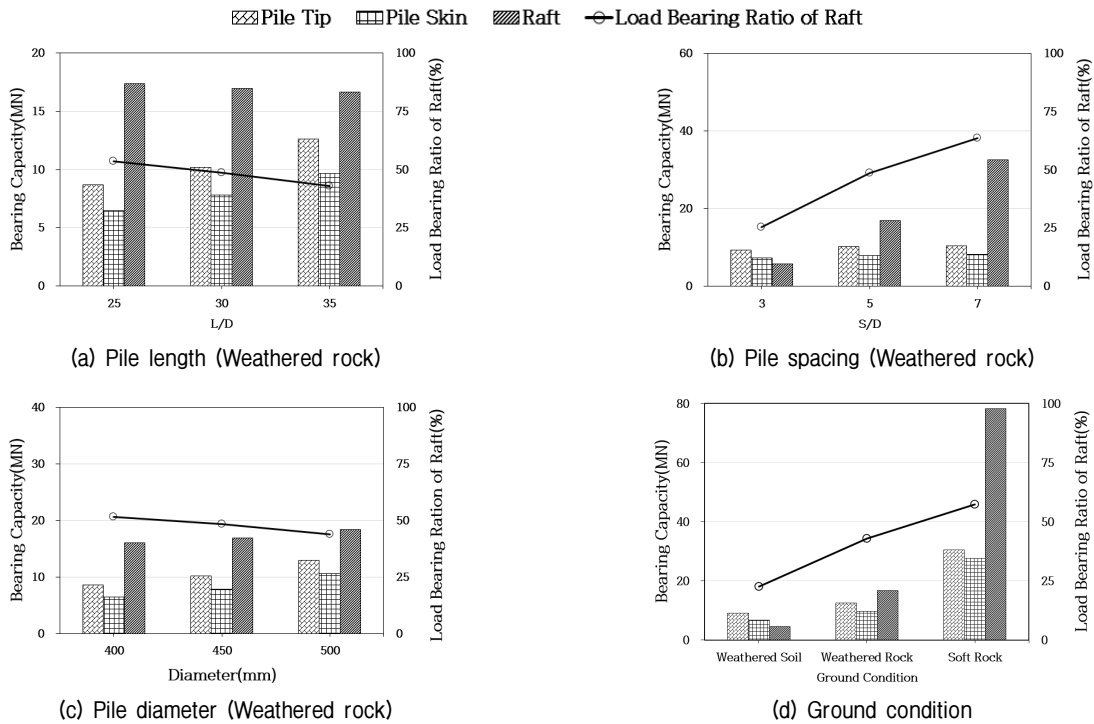 Pile Tip Pile Skin Raft Load Bearing Ratio of Raft
20
15
10
5
0
Bearing Capacity(MN)
100
75
50
25
0
Load Bearing Ratio of Raft(%)
25 30 35
L/D
(a) Pile length (Weathered rock)
60
40
20
0
Bearing Capacity(MN)
100
75
50
25
0
Load Bearing Ratio of Raft(%)
3 5 7
S/D
(b) Pile spacing (Weathered rock)
40
30
20
10
0
Bearing Capacity(MN)
100
75
50
25
0
Load Bearing Ration of Raft(%)
400 450 500
Diameter(mm)
(c) Pile diameter (Weathered rock)
80
60
40
20
0
Bearing Capacity(MN)
100
75
50
25
0
Load Bearing Ratio of Raft(%)
Weathered Soil Weathered Rock Soft Rock
Ground Condition
(d) Ground condition